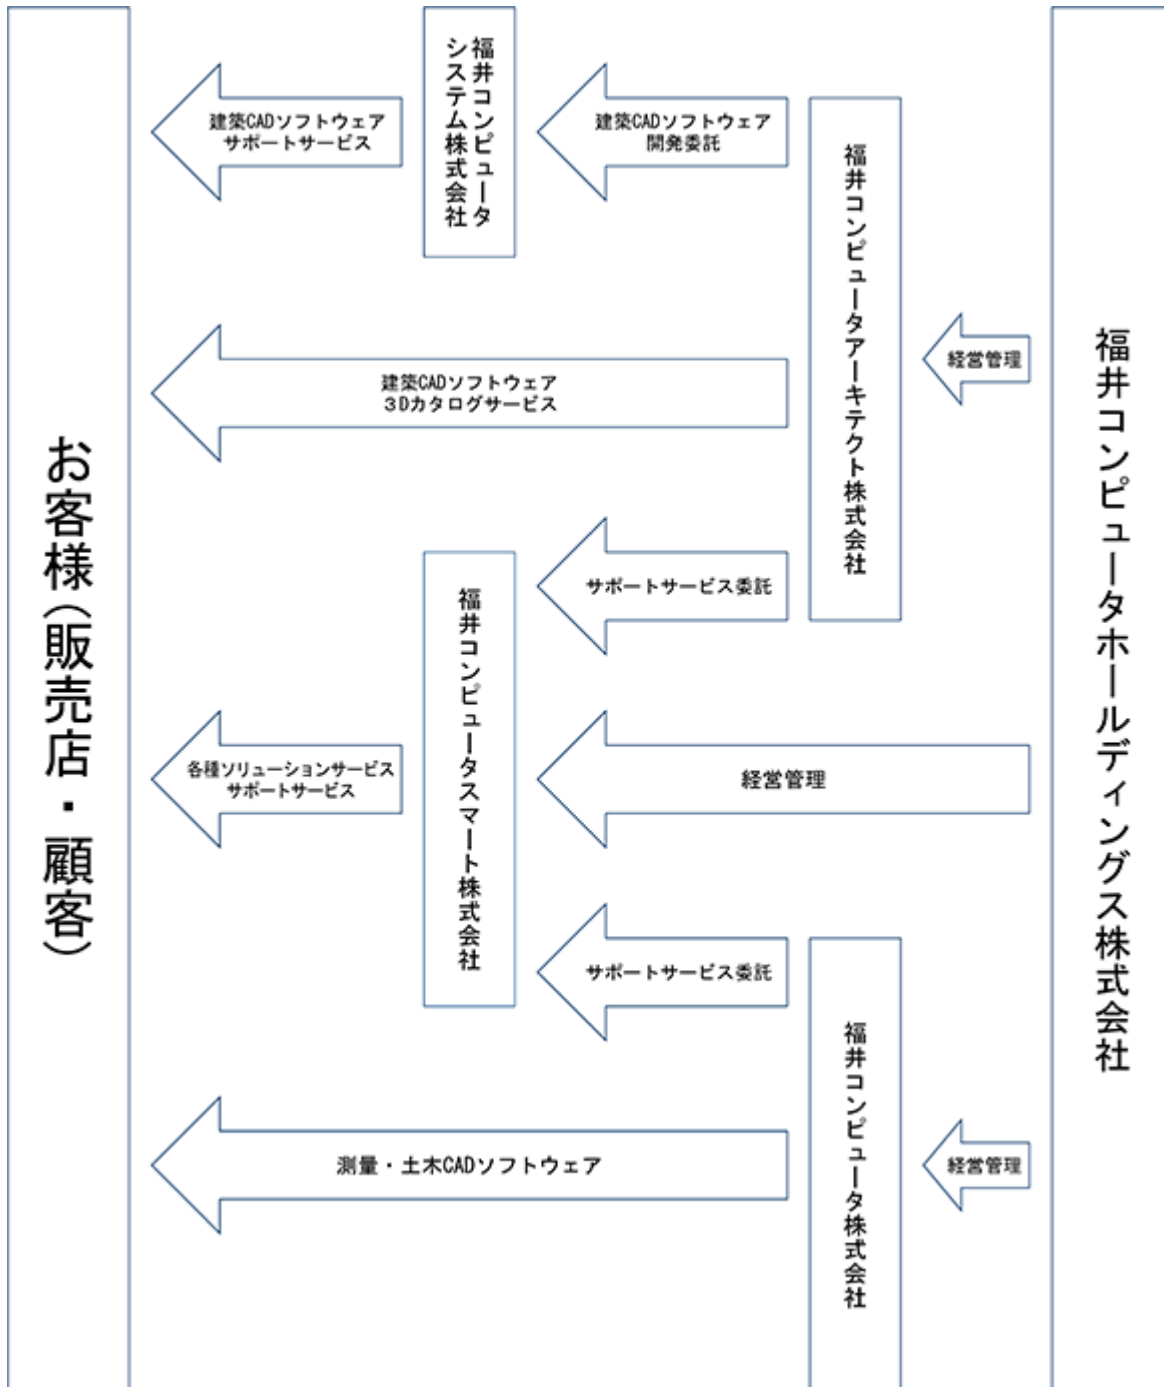 お客様(販売店・顧客)
福井コンピュータ
システム株式会社
建築CADソフトウェア
サポートサービス
建築CADソフトウェア
開発委託
福井コンピュータアーキテクト株式会社
経営管理
福井コンピュータホールディングス株式会社
建築CADソフトウェア
3Dカタログサービス
サポートサービス委託
福井コンピュータスマート株式会社
各種ソリューションサービス
サポートサービス
経営管理
サポートサービス委託
福井コンピュータ株式会社
測量・土木CADソフトウェア
経営管理